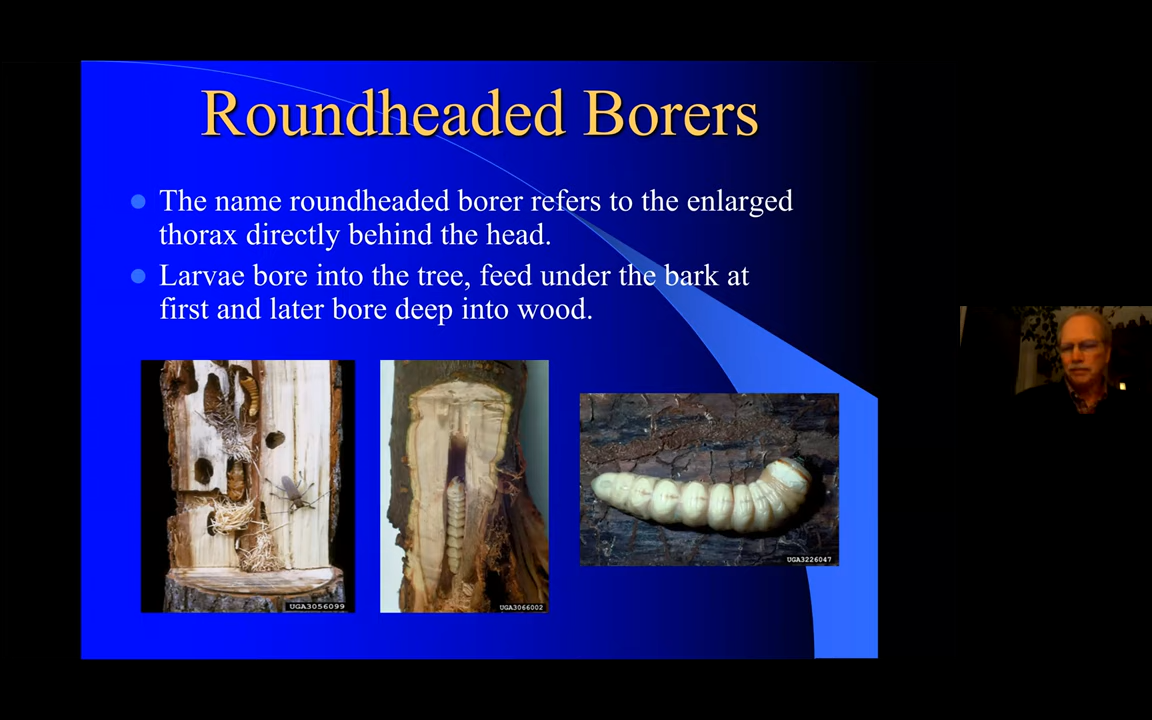 Roundheaded Borers
The name roundheaded borer refers to the enlarged
thorax directly behind the head.
Larvae bore into the tree, feed under the bark at
first and later bore deep into wood.
UGA3056099
UGA3066002
UGA3226047